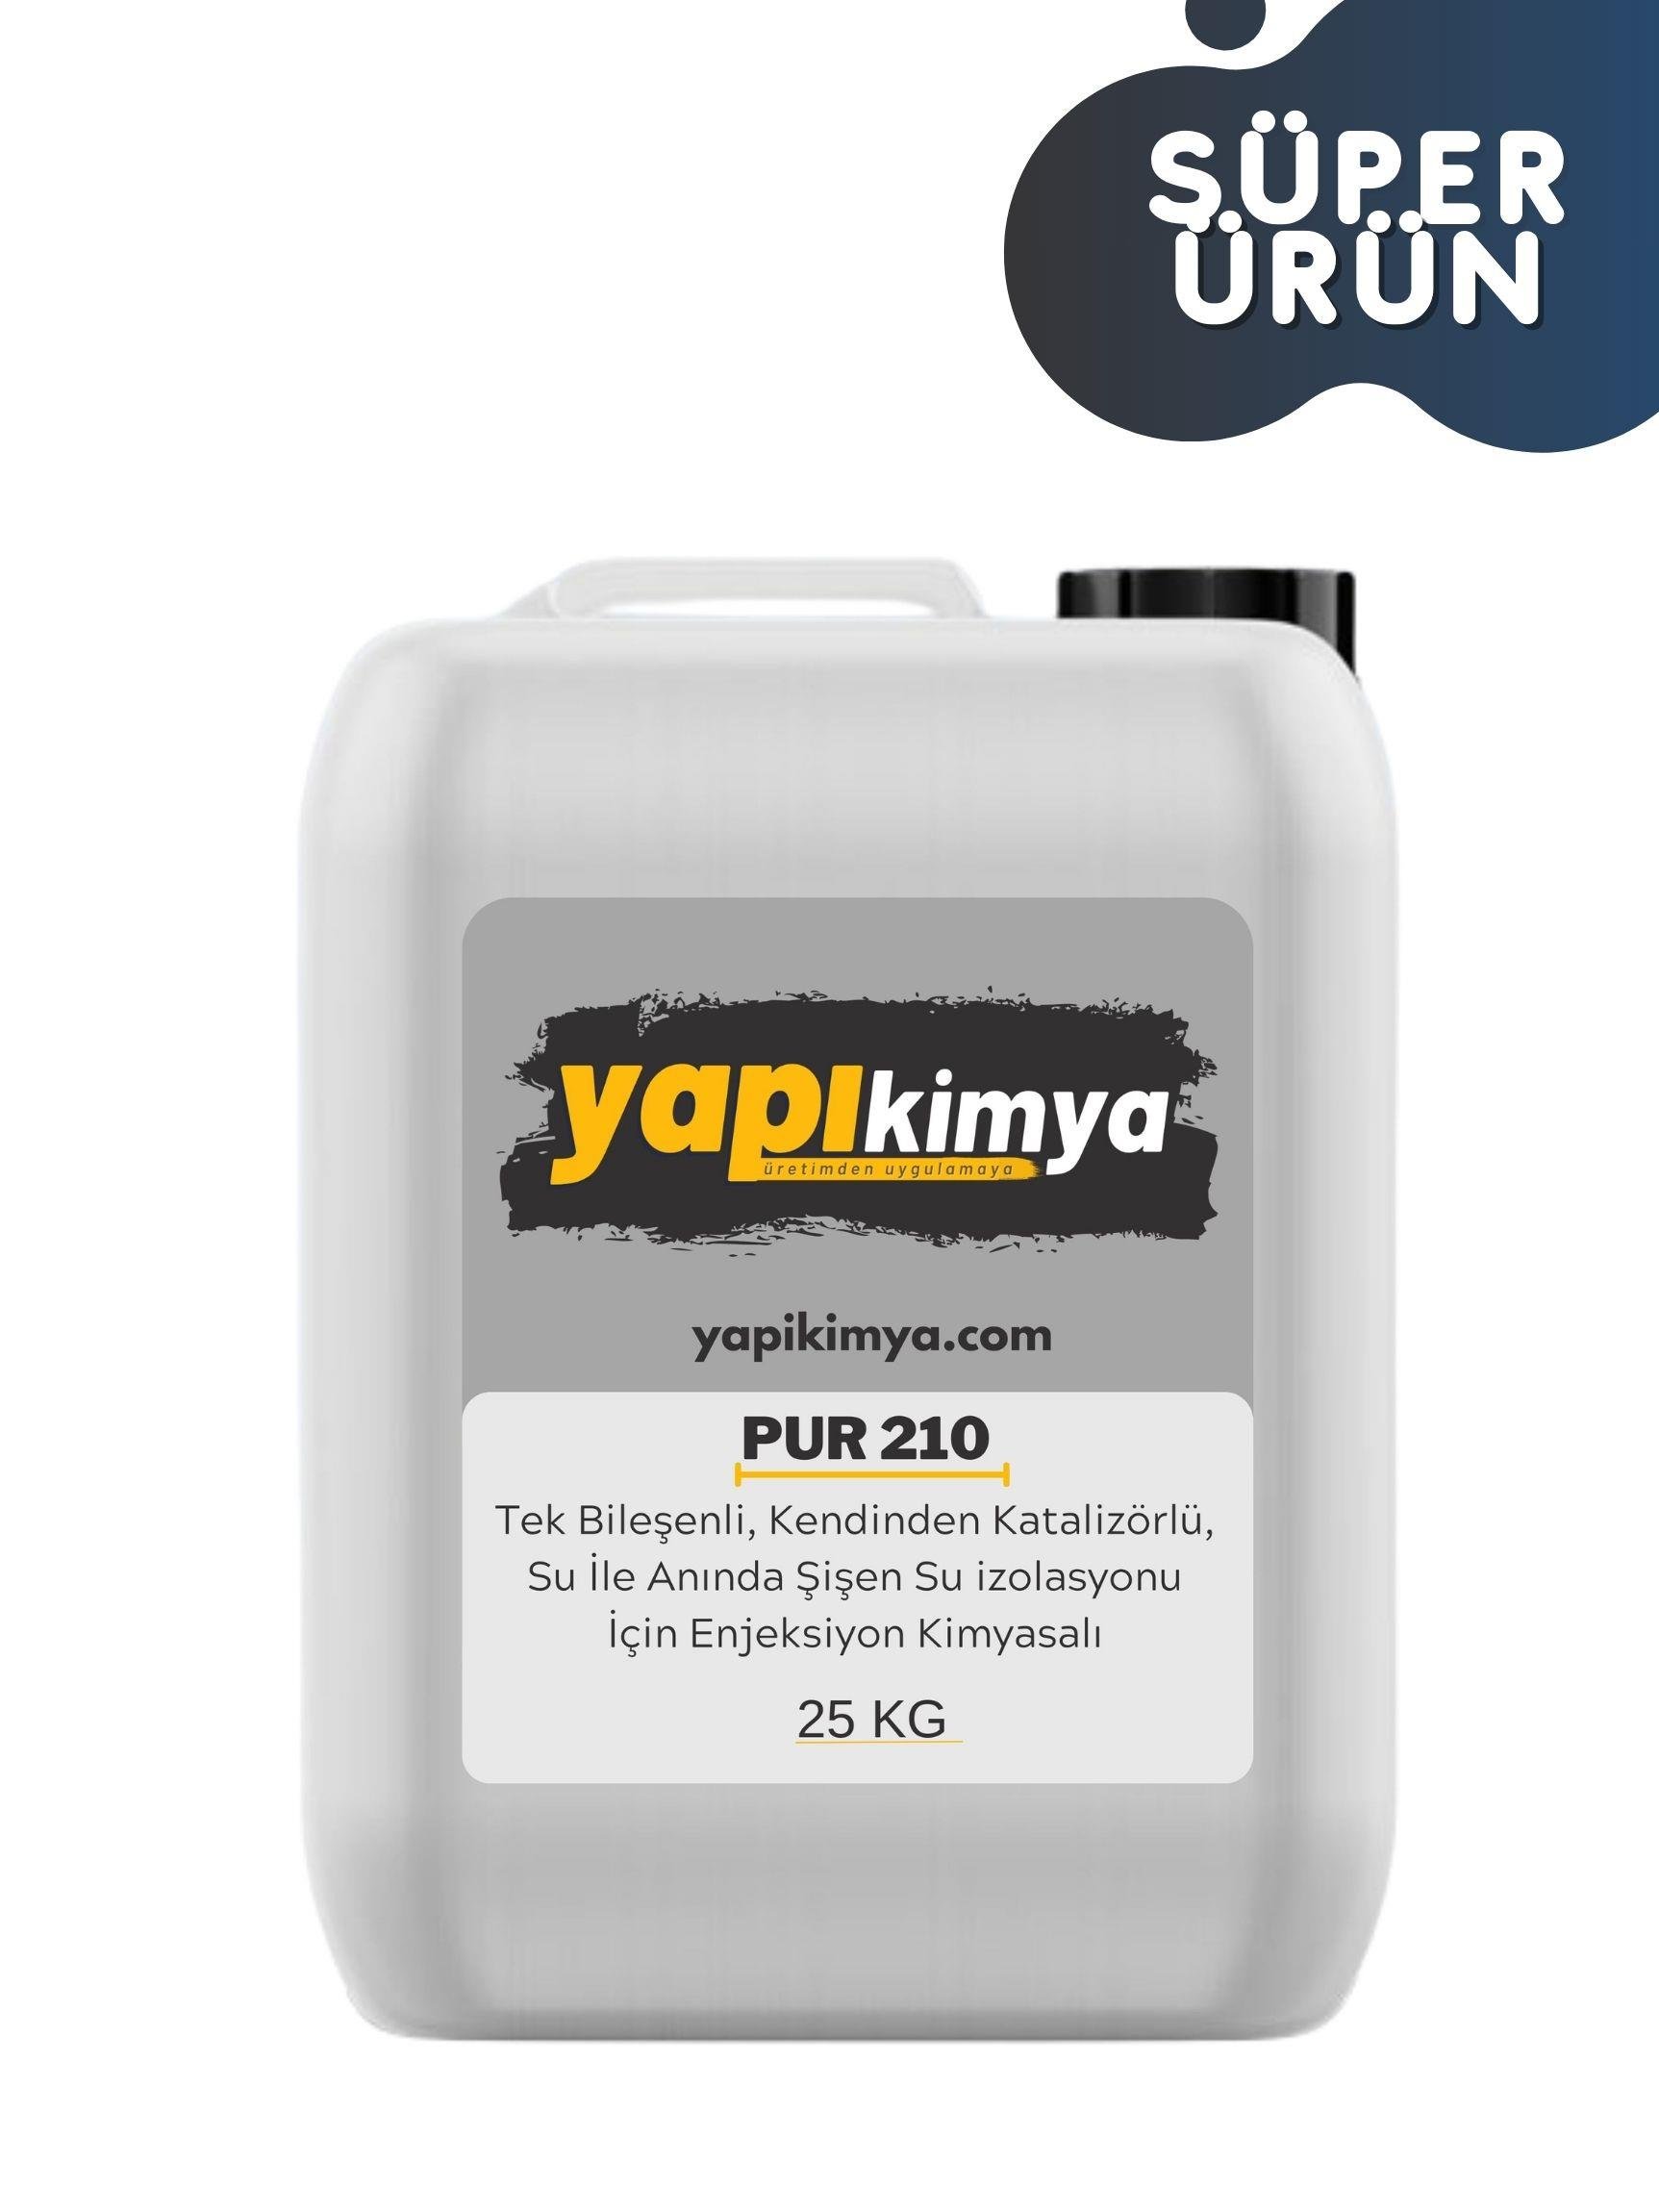 SÜPER
ÜRÜN
yapıkimya
üretimden uygulamaya
yapikimya.com
PUR 210
Tek Bileşenli, Kendinden Katalizörlü,
Su İle Anında Şişen Su izolasyonu
İçin Enjeksiyon Kimyasalı
25 KG